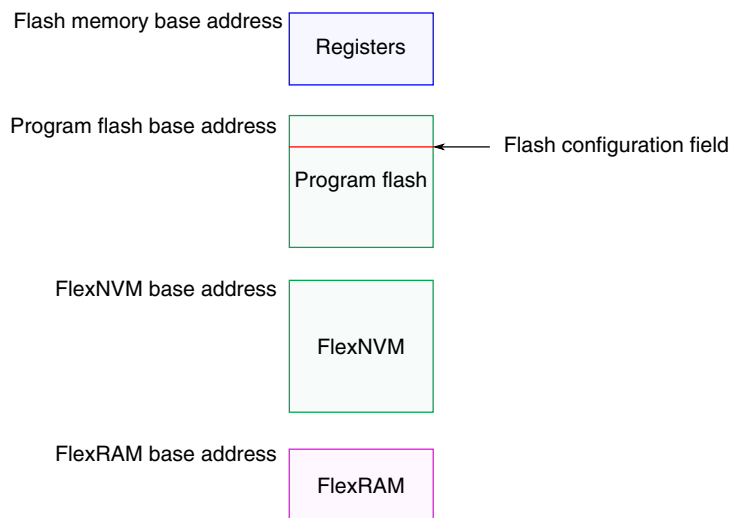 Flash memory base address
Registers
Program flash base address
Flash configuration field
Program flash
FlexNVM base address
FlexNVM
FlexRAM base address
FlexRAM